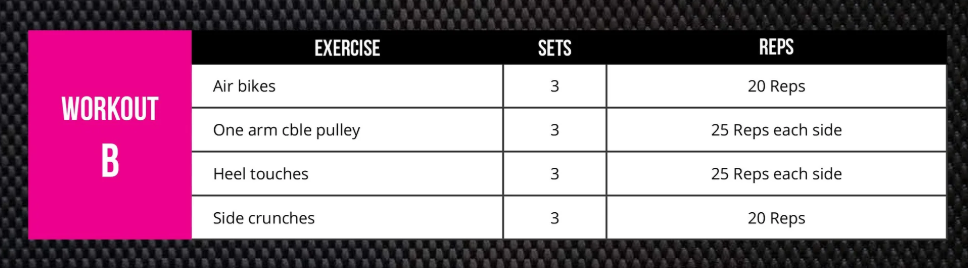 WORKOUT
B
EXERCISE SETS REPS
Air bikes 3 20 Reps
One arm cble pulley 3 25 Reps each side
Heel touches 3 25 Reps each side
Side crunches 3 20 Reps